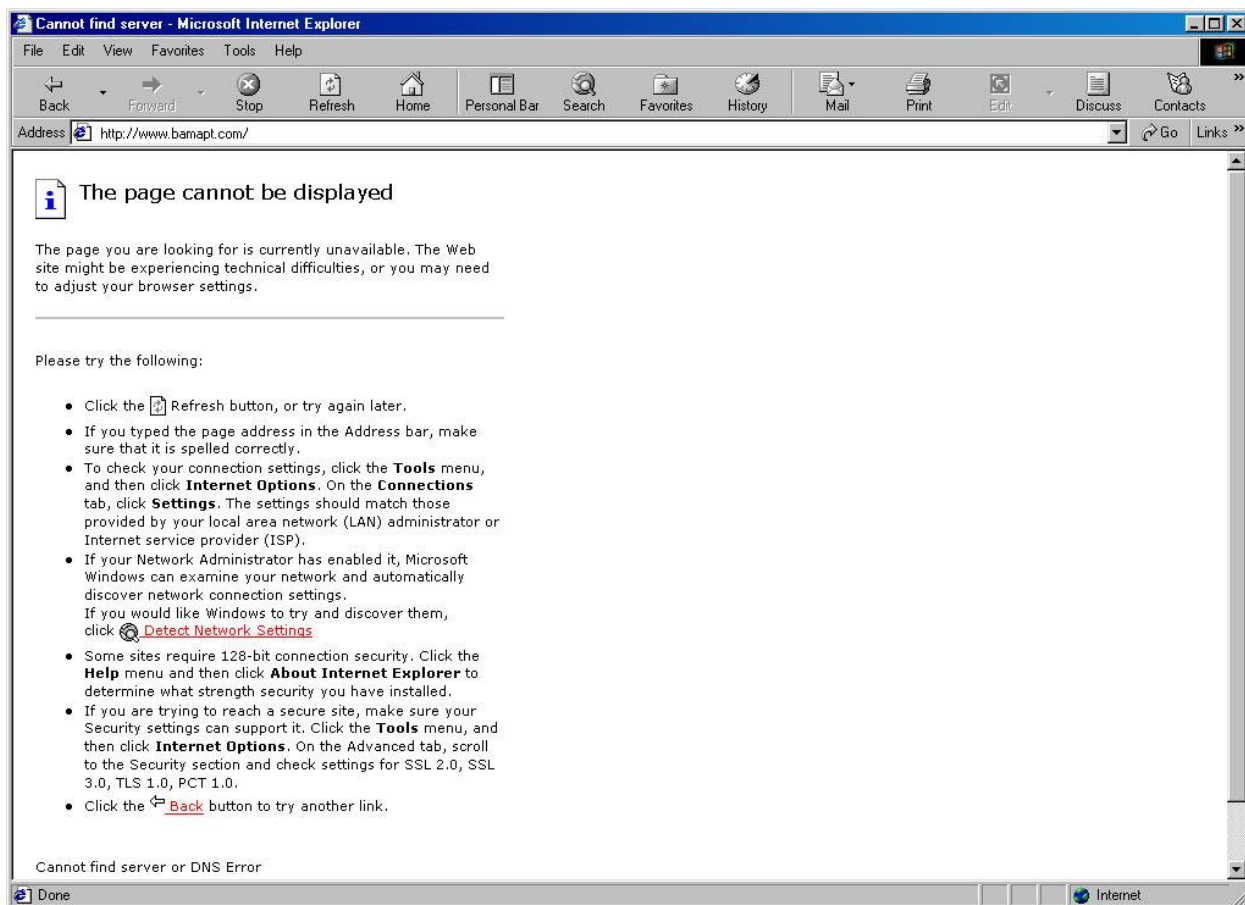 Cannot find server - Microsoft Internet Explorer
File Edit View Favorites Tools Help
Back Forward Stop Refresh Home Personal Bar Search Favorites History Mail Print Edit Discuss Contacts »
Address http://www.bamapt.com/ Go Links »
The page cannot be displayed
The page you are looking for is currently unavailable. The Web
site might be experiencing technical difficulties, or you may need
to adjust your browser settings.
Please try the following:
• Click the Refresh button, or try again later.
• If you typed the page address in the Address bar, make
sure that it is spelled correctly.
• To check your connection settings, click the Tools menu,
and then click Internet Options. On the Connections
tab, click Settings. The settings should match those
provided by your local area network (LAN) administrator or
Internet service provider (ISP).
• If your Network Administrator has enabled it, Microsoft
Windows can examine your network and automatically
discover network connection settings.
If you would like Windows to try and discover them,
click Detect Network Settings
• Some sites require 128-bit connection security. Click the
Help menu and then click About Internet Explorer to
determine what strength security you have installed.
• If you are trying to reach a secure site, make sure your
Security settings can support it. Click the Tools menu, and
then click Internet Options. On the Advanced tab, scroll
to the Security section and check settings for SSL 2.0, SSL
3.0, TLS 1.0, PCT 1.0.
• Click the Back button to try another link.
Cannot find server or DNS Error
Done Internet